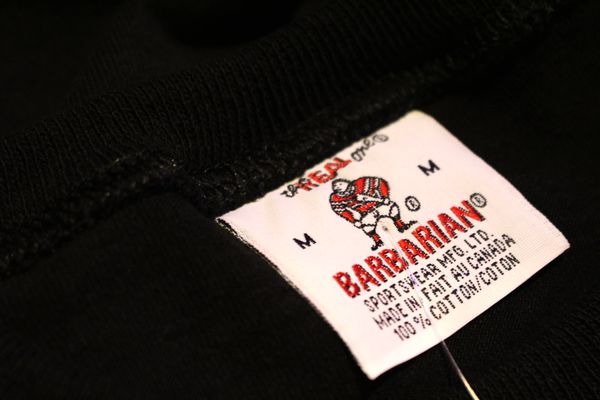 the REAL one!
M
M
®
BARBARIAN®
SPORTSWEAR MFG. LTD.
MADE IN/FAIT AU CANADA
100% COTTON/COTON